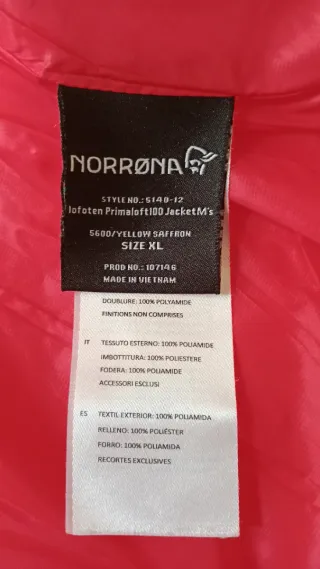 NORRØNA
STYLE NO.: 5140-12
lofoten Primaloft100 Jacket M's
5600/YELLOW SAFFRON
SIZE XL
PROD NO.: 107146
MADE IN VIETNAM
DOUBLURE: 100% POLYAMIDE
FINITIONS NON COMPRISES
IT TESSUTO ESTERNO: 100% POLIAMIDE
IMBOTTITURA: 100% POLIESTERE
FODERA: 100% POLIAMIDE
ACCESSORI ESCLUSI
ES TEXTIL EXTERIOR: 100% POLIAMIDA
RELLENO: 100% POLIÉSTER
FORRO: 100% POLIAMIDA
RECORTES EXCLUSIVES